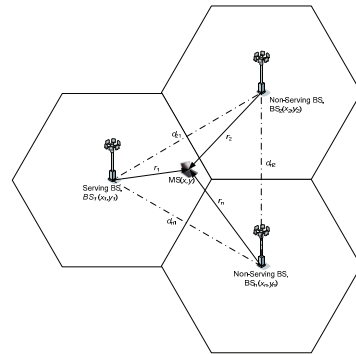 Non-Serving BS,
BS₂(x₂,y₂)
d₂₁
r₂
r₁
MS(x,y)
Serving BS,
BS₁(x₁,y₁)
rₙ
dₙ₂
dₙ₁
Non-Serving BS,
BSₙ(xₙ,yₙ)